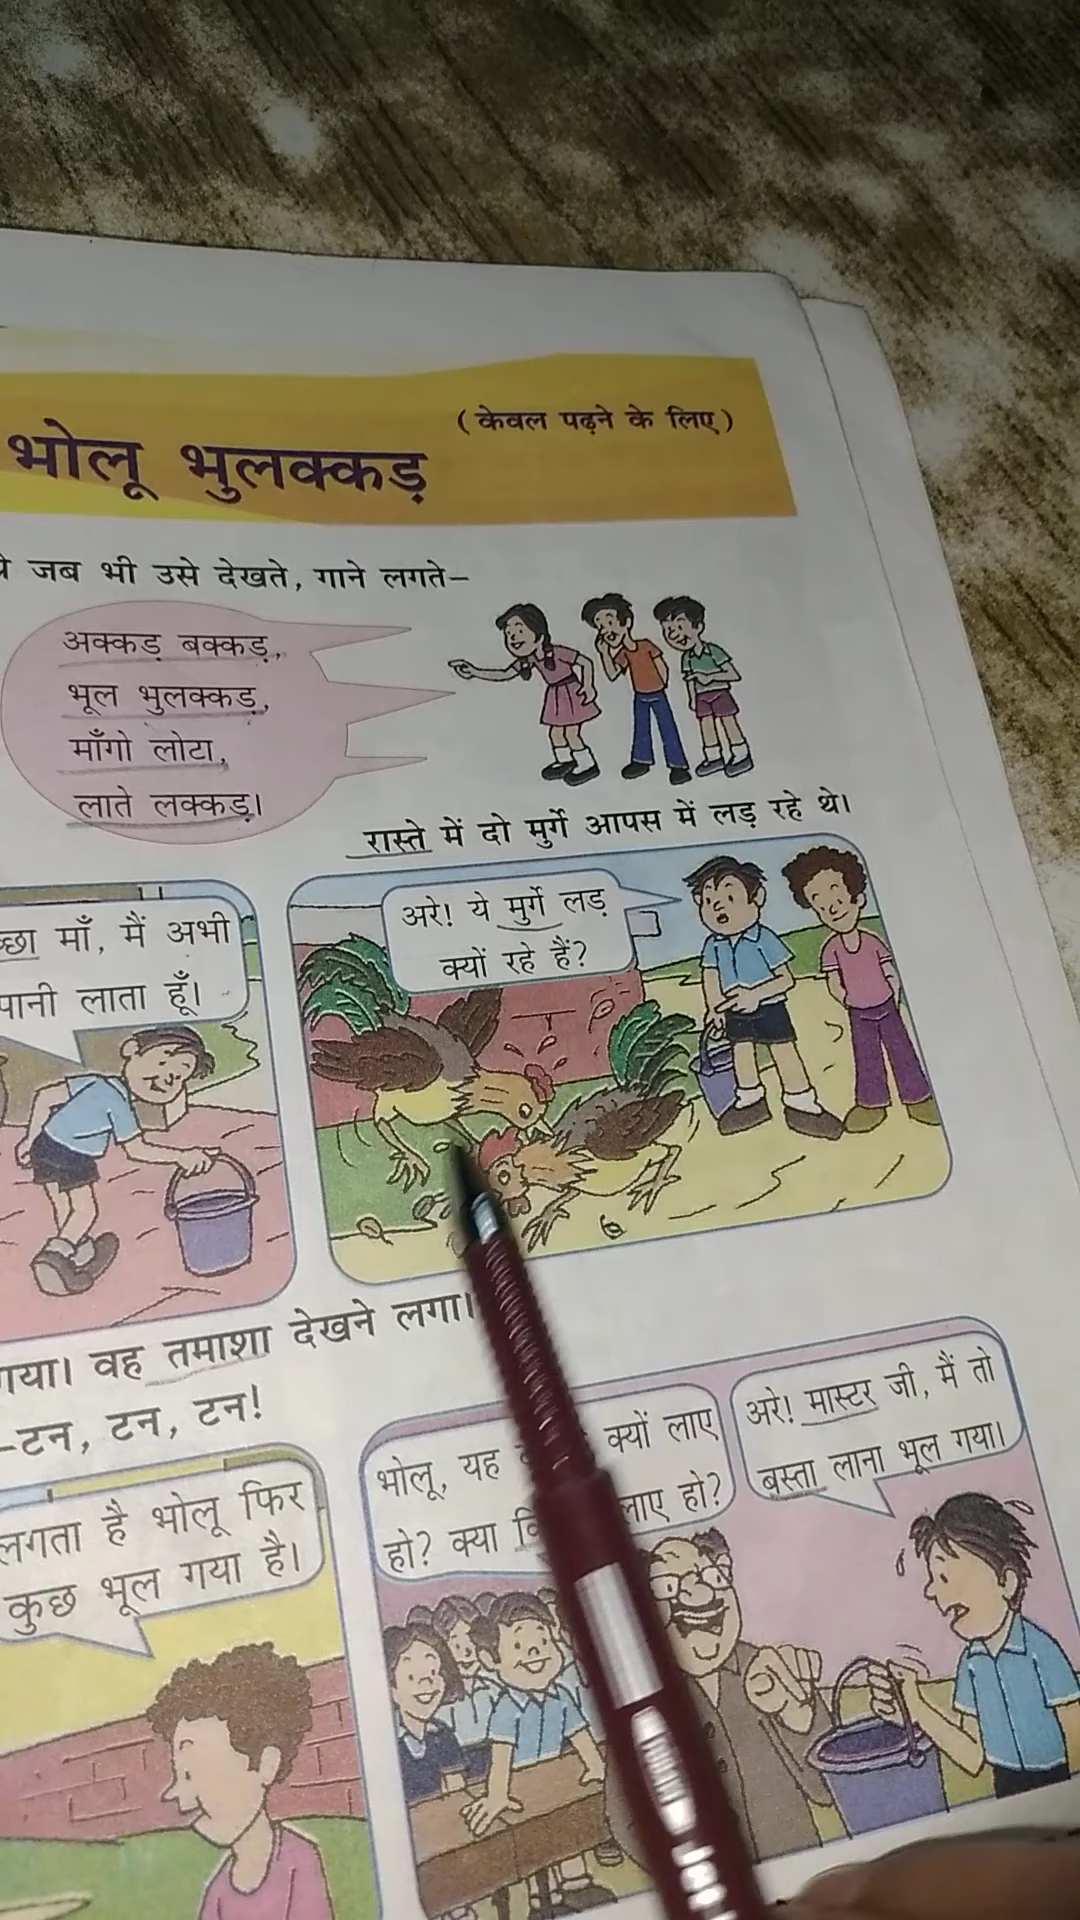 (केवल पढ़ने के लिए)
भोलू भुलक्कड़
जब भी उसे देखते, गाने लगते–
अक्कड़ बक्कड़,
भूल भुलक्कड़,
माँगो लोटा,
लाते लक्कड़।
रास्ते में दो मुर्गे आपस में लड़ रहे थे।
च्छा माँ, मैं अभी
पानी लाता हूँ।
अरे! ये मुर्गे लड़
क्यों रहे हैं?
गया। वह तमाशा देखने लगा।
–टन, टन, टन!
लगता है भोलू फिर
कुछ भूल गया है।
भोलू, यह क्यों लाए
हो? क्या लाए हो?
अरे! मास्टर जी, मैं तो
बस्ता लाना भूल गया।